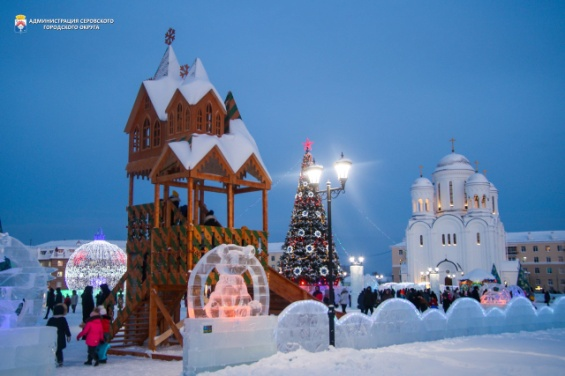 АДМИНИСТРАЦИЯ СЕРОВСКОГО
ГОРОДСКОГО ОКРУГА